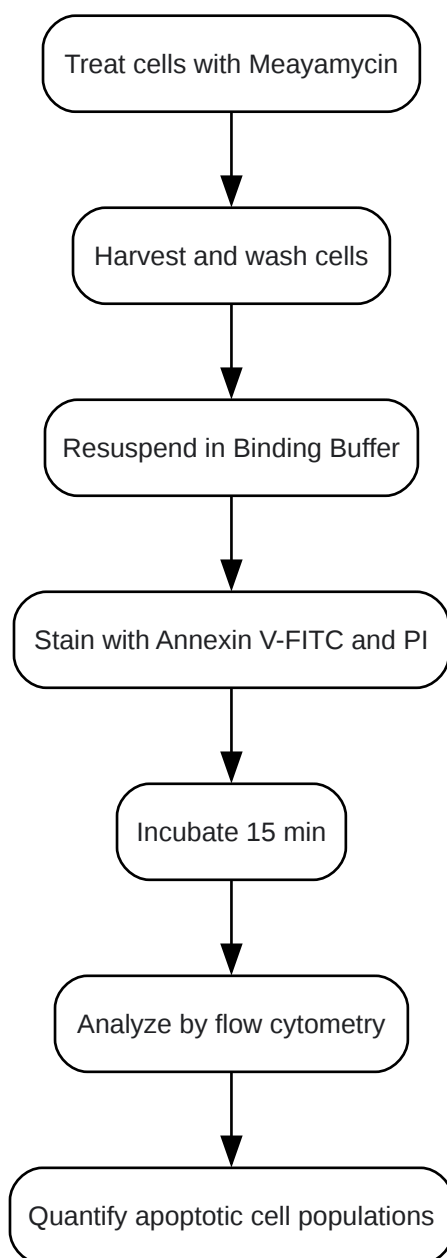 Treat cells with Meayamycin
Harvest and wash cells
Resuspend in Binding Buffer
Stain with Annexin V-FITC and PI
Incubate 15 min
Analyze by flow cytometry
Quantify apoptotic cell populations